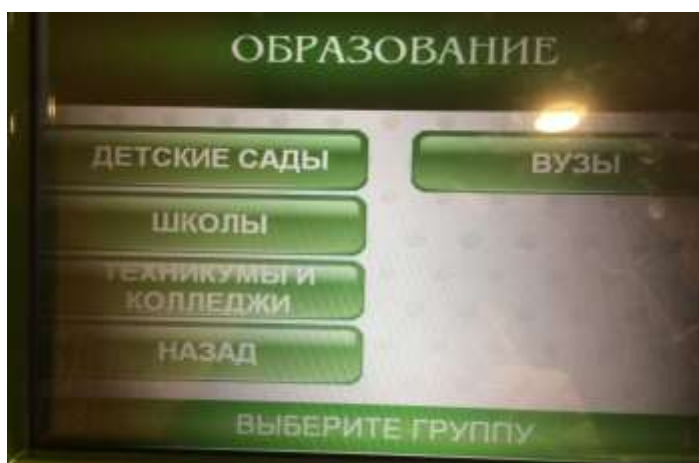 ОБРАЗОВАНИЕ
ДЕТСКИЕ САДЫ
ВУЗЫ
ШКОЛЫ
ТЕХНИКУМЫ И
КОЛЛЕДЖИ
НАЗАД
ВЫБЕРИТЕ ГРУППУ